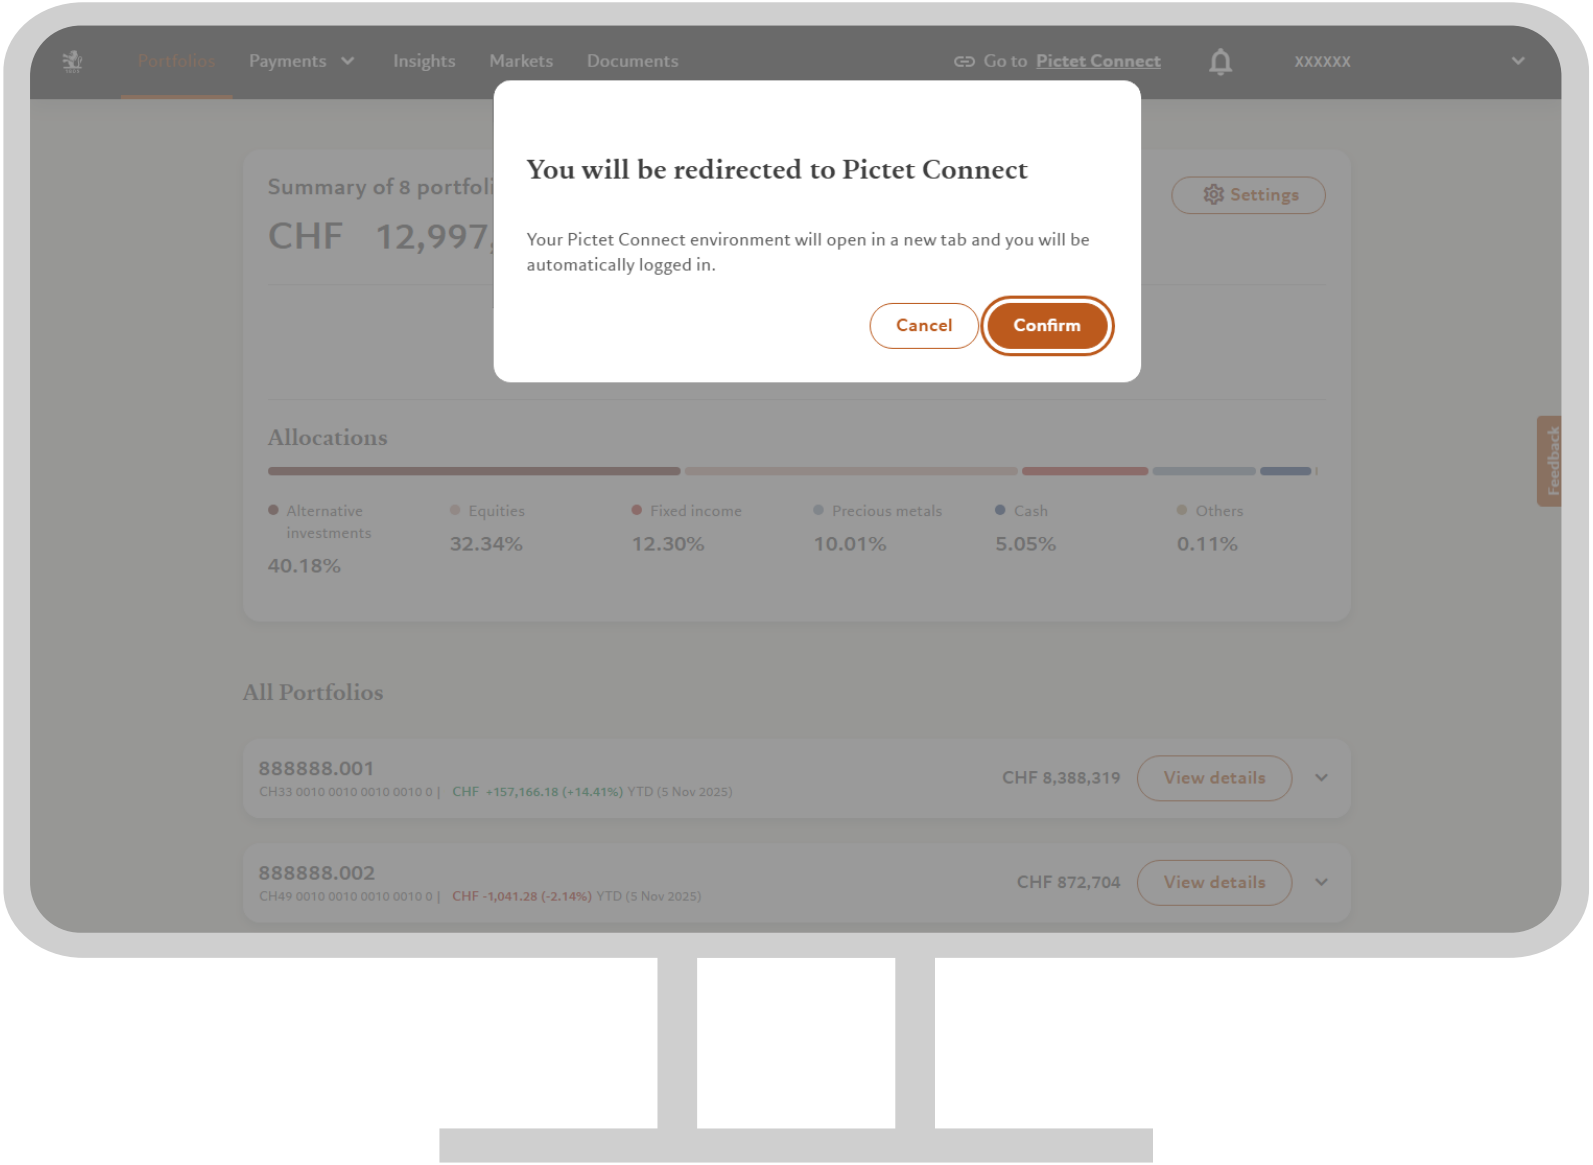 Portfolios Payments Insights Markets Documents Go to Pictet Connect XXXXXX
You will be redirected to Pictet Connect
Your Pictet Connect environment will open in a new tab and you will be
automatically logged in.
Cancel Confirm
Summary of 8 portfoli
Settings
CHF 12,997,
Allocations
Alternative
investments
40.18%
Equities
32.34%
Fixed income
12.30%
Precious metals
10.01%
Cash
5.05%
Others
0.11%
Feedback
All Portfolios
888888.001
CH33 0010 0010 0010 0010 0 | CHF +157,166.18 (+14.41%) YTD (5 Nov 2025)
CHF 8,388,319 View details
888888.002
CH49 0010 0010 0010 0010 0 | CHF -1,041.28 (-2.14%) YTD (5 Nov 2025)
CHF 872,704 View details